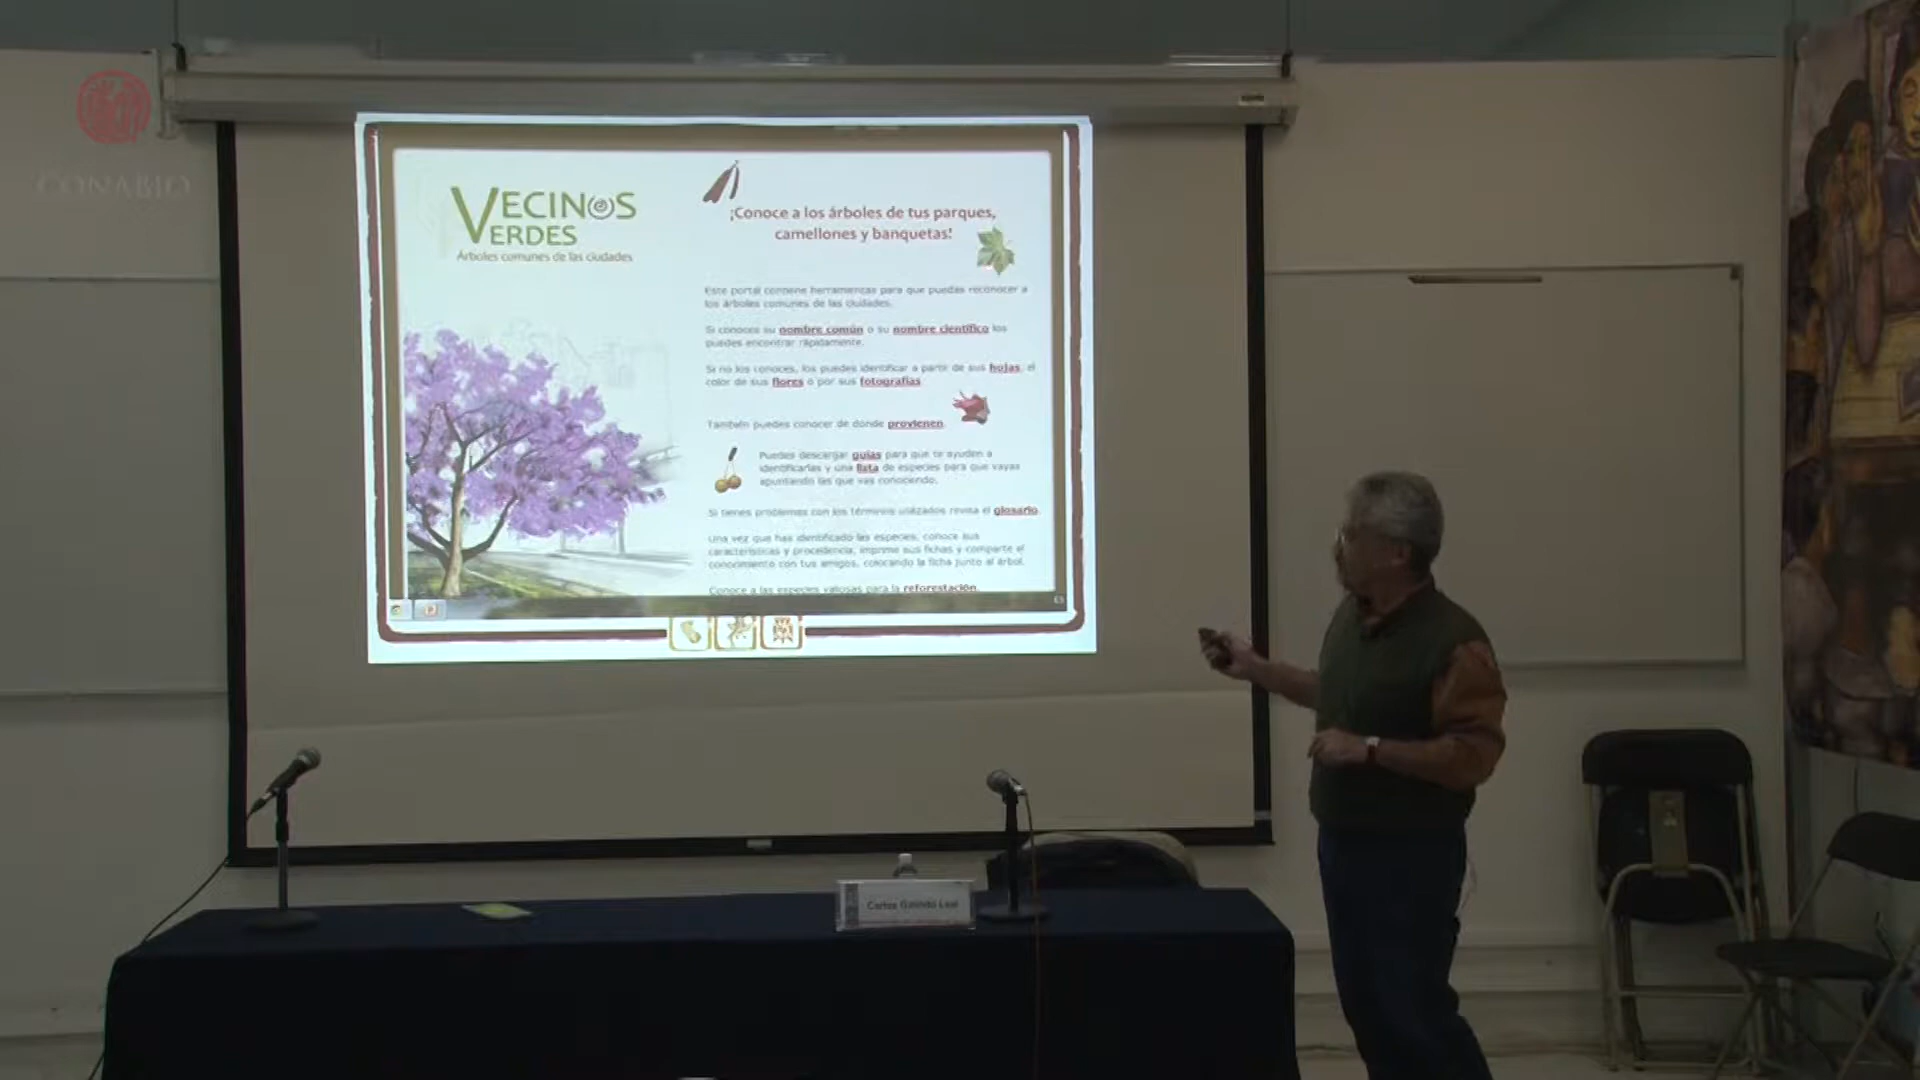 CONABIO
VECINOS
VERDES
Árboles comunes de las ciudades
¡Conoce a los árboles de tus parques,
camellones y banquetas!
Este portal contiene herramientas para que puedas reconocer a
los árboles comunes de las ciudades.
Si conoces su nombre común o su nombre científico los
puedes encontrar rápidamente.
Si no los conoces, los puedes identificar a partir de sus hojas, el
color de sus flores o por sus fotografías
También puedes conocer de donde provienen.
Puedes descargar guías para que te ayuden a
identificarlas y una lista de especies para que vayas
apuntando las que vas conociendo.
Si tienes problemas con los términos utilizados revisa el glosario.
Una vez que has identificado las especies, conoce sus
características y procedencia, imprime sus fichas y comparte el
conocimiento con tus amigos, colocando la ficha junto al árbol.
Conoce a las especies valiosas para la reforestación.
Carlos Galindo Leal